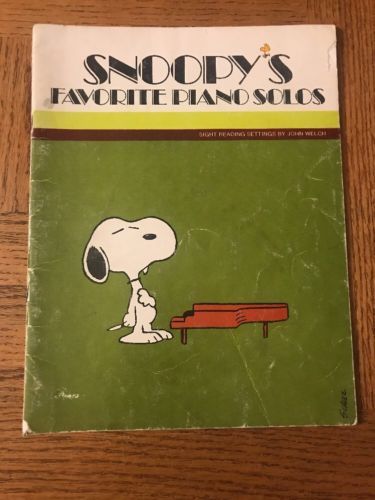 SNOOPY'S
FAVORITE PIANO SOLOS
SIGHT READING SETTINGS BY JOHN WELCH